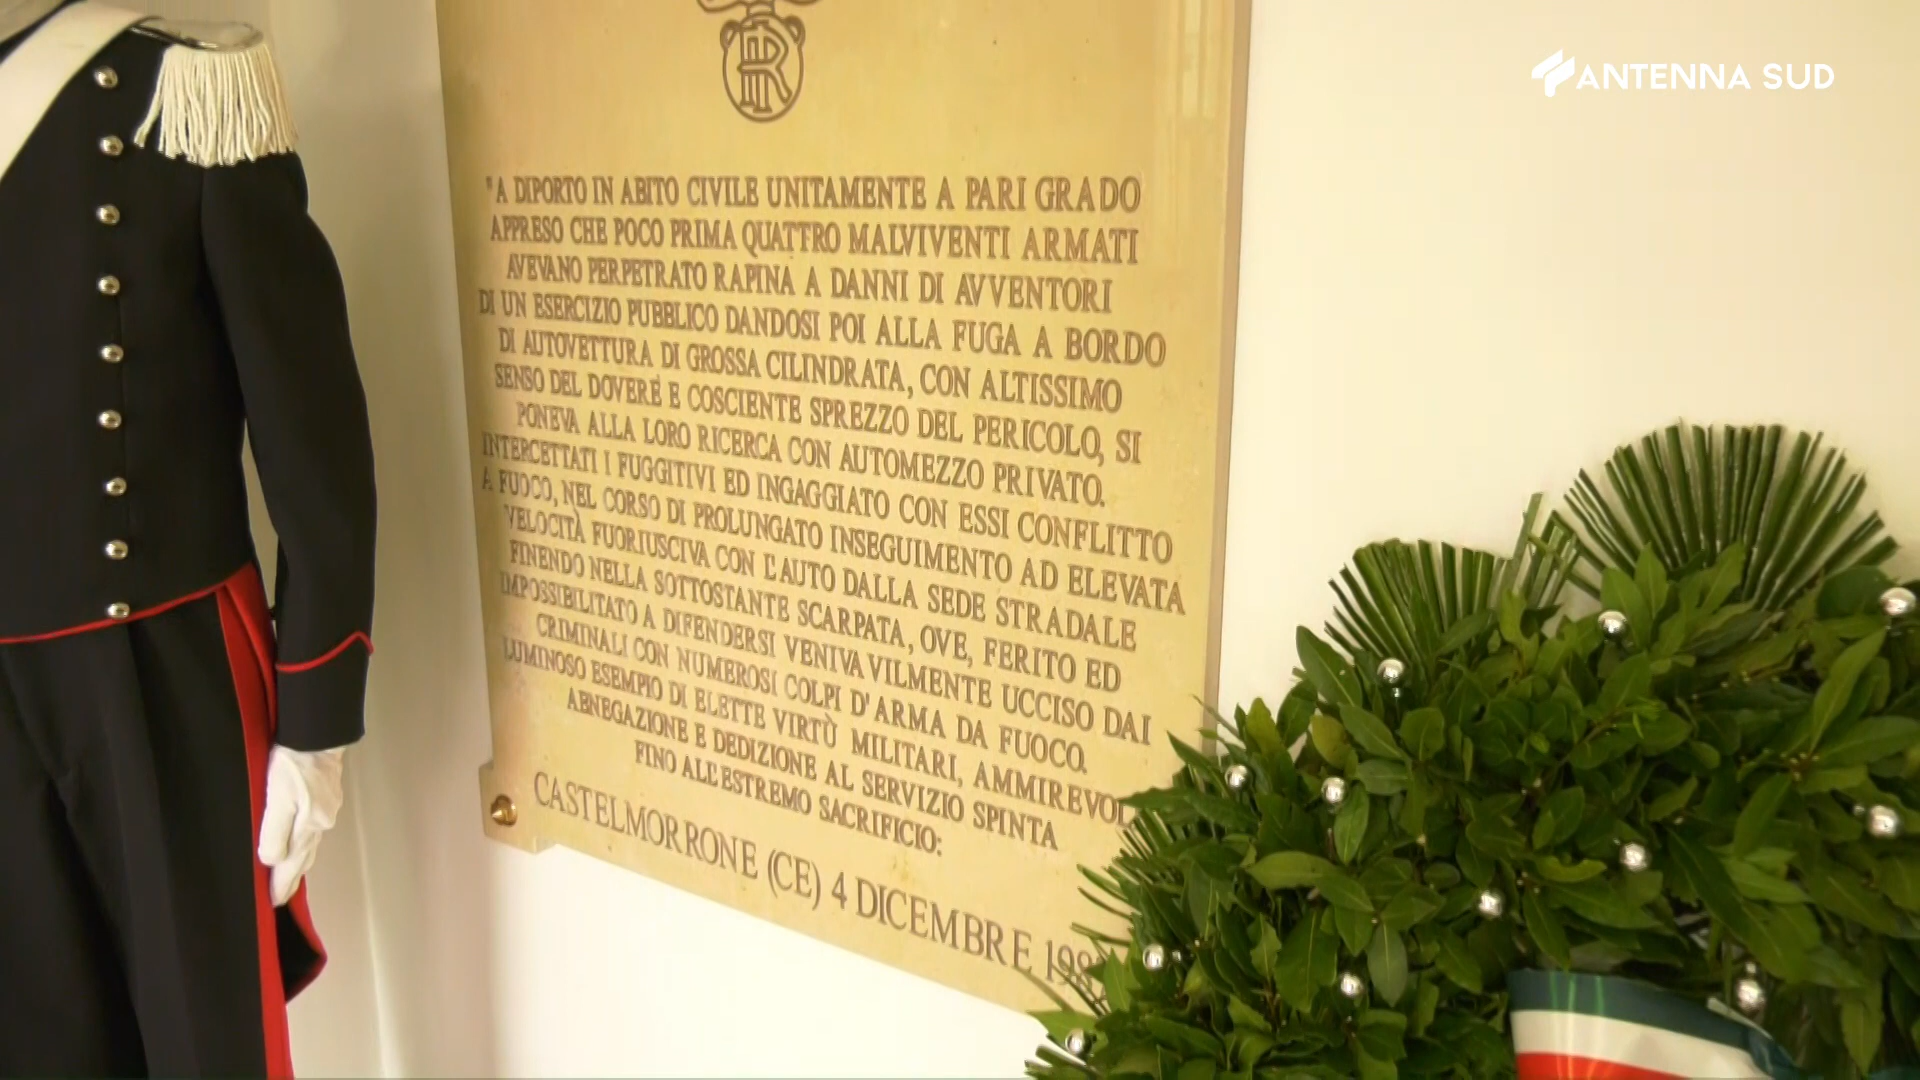 ANTENNA SUD
RI
"A DIPORTO IN ABITO CIVILE UNITAMENTE A PARI GRADO
APPRESO CHE POCO PRIMA QUATTRO MALVIVENTI ARMATI
AVEVANO PERPETRATO RAPINA A DANNI DI AVVENTORI
DI UN ESERCIZIO PUBBLICO DANDOSI POI ALLA FUGA A BORDO
DI AUTOVETTURA DI GROSSA CILINDRATA, CON ALTISSIMO
SENSO DEL DOVERE E COSCIENTE SPREZZO DEL PERICOLO, SI
PONEVA ALLA LORO RICERCA CON AUTOMEZZO PRIVATO.
INTERCETTATI I FUGGITIVI ED INGAGGIATO CON ESSI CONFLITTO
A FUOCO, NEL CORSO DI PROLUNGATO INSEGUIMENTO AD ELEVATA
VELOCITÀ FUORIUSCIVA CON L'AUTO DALLA SEDE STRADALE
FINENDO NELLA SOTTOSTANTE SCARPATA, OVE, FERITO ED
IMPOSSIBILITATO A DIFENDERSI VENIVA VILMENTE UCCISO DAI
CRIMINALI CON NUMEROSI COLPI D'ARMA DA FUOCO.
LUMINOSO ESEMPIO DI ELETTE VIRTÙ MILITARI, AMMIREVOL
ABNEGAZIONE E DEDIZIONE AL SERVIZIO SPINTA
FINO ALL'ESTREMO SACRIFICIO:
CASTELMORRONE (CE) 4 DICEMBRE 198